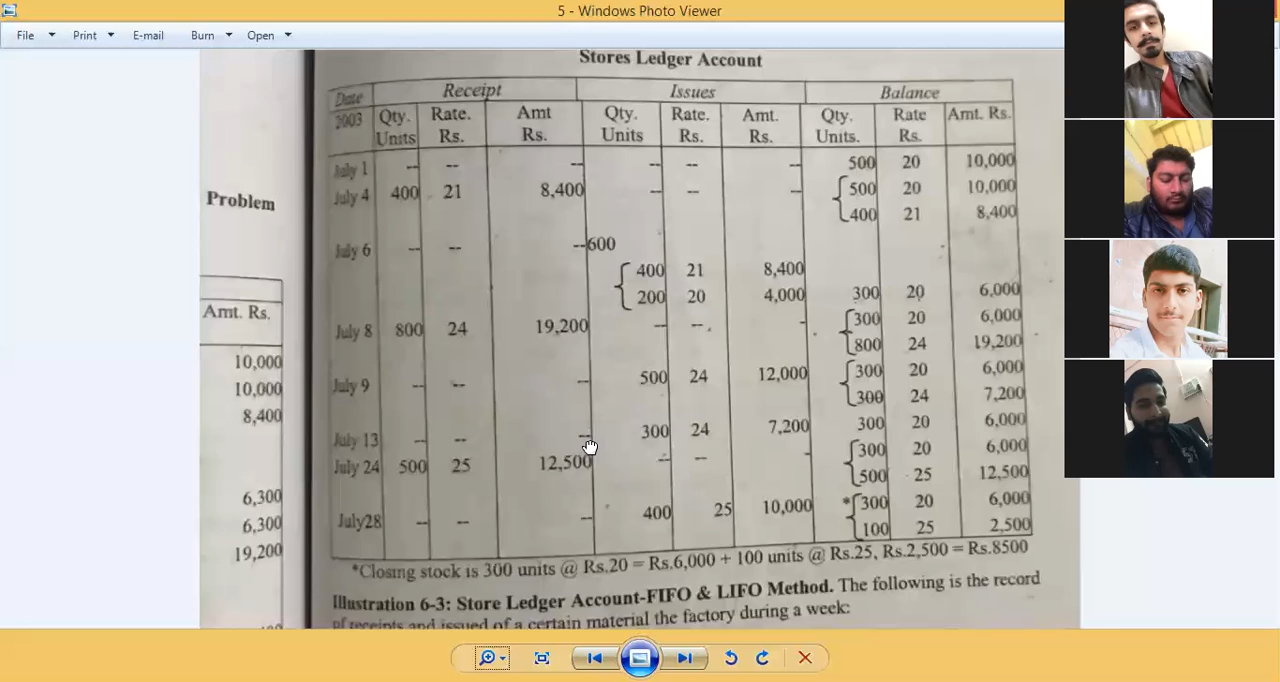 5 - Windows Photo Viewer
File Print E-mail Burn Open
Stores Ledger Account
Date 2003 Receipt Issues Balance
Qty. Units Rate. Rs. Amt Rs. Qty. Units Rate. Rs. Amt. Rs. Qty. Units. Rate Rs. Amt. Rs.
July 1 -- -- -- -- -- -- 500 20 10,000
July 4 400 21 8,400 -- -- -- 500 20 10,000
400 21 8,400
July 6 -- -- -- 600
400 21 8,400
200 20 4,000 300 20 6,000
July 8 800 24 19,200 -- -- - 300 20 6,000
800 24 19,200
July 9 -- -- -- 500 24 12,000 300 20 6,000
300 24 7,200
July 13 -- -- -- 300 24 7,200 300 20 6,000
July 24 500 25 12,500 -- -- - 300 20 6,000
500 25 12,500
July28 -- -- -- 400 25 10,000 *300 20 6,000
100 25 2,500
*Closing stock is 300 units @ Rs.20 = Rs.6,000 + 100 units @ Rs.25, Rs.2,500 = Rs.8500
Illustration 6-3: Store Ledger Account-FIFO & LIFO Method. The following is the record
of receipts and issued of a certain material the factory during a week:
Problem
Amt. Rs.
10,000
10,000
8,400
6,300
6,300
19,200